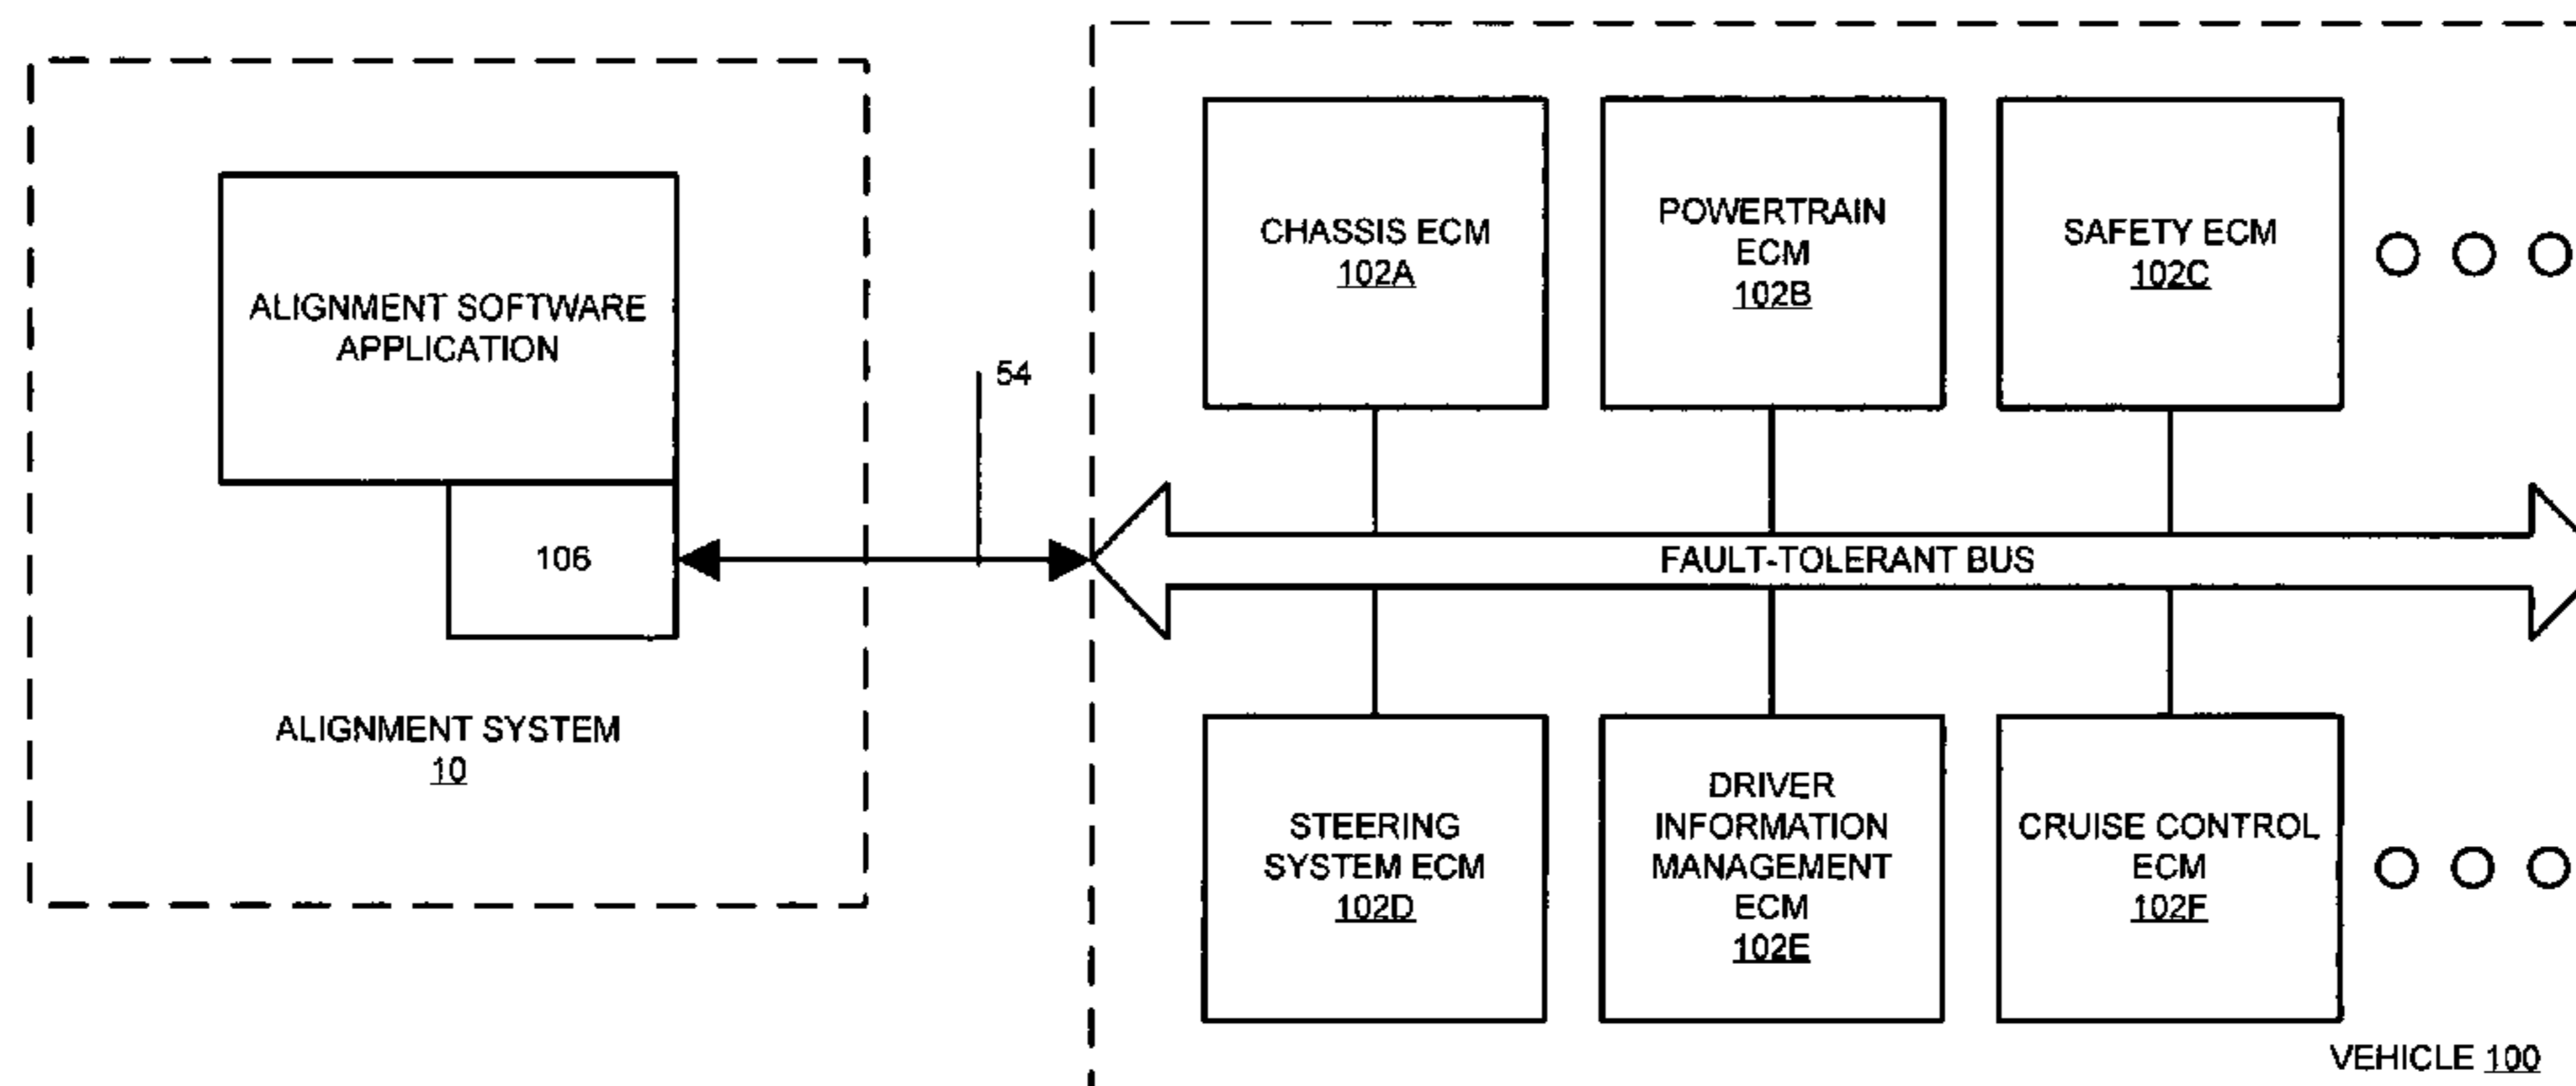 ALIGNMENT SOFTWARE
APPLICATION
106
ALIGNMENT SYSTEM
10
54
CHASSIS ECM
102A
POWERTRAIN
ECM
102B
SAFETY ECM
102C
FAULT-TOLERANT BUS
STEERING
SYSTEM ECM
102D
DRIVER
INFORMATION
MANAGEMENT
ECM
102E
CRUISE CONTROL
ECM
102F
VEHICLE 100